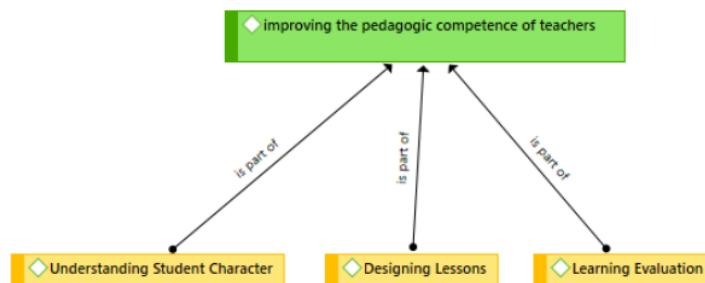 improving the pedagogic competence of teachers
is part of
is part of
is part of
Understanding Student Character
Designing Lessons
Learning Evaluation